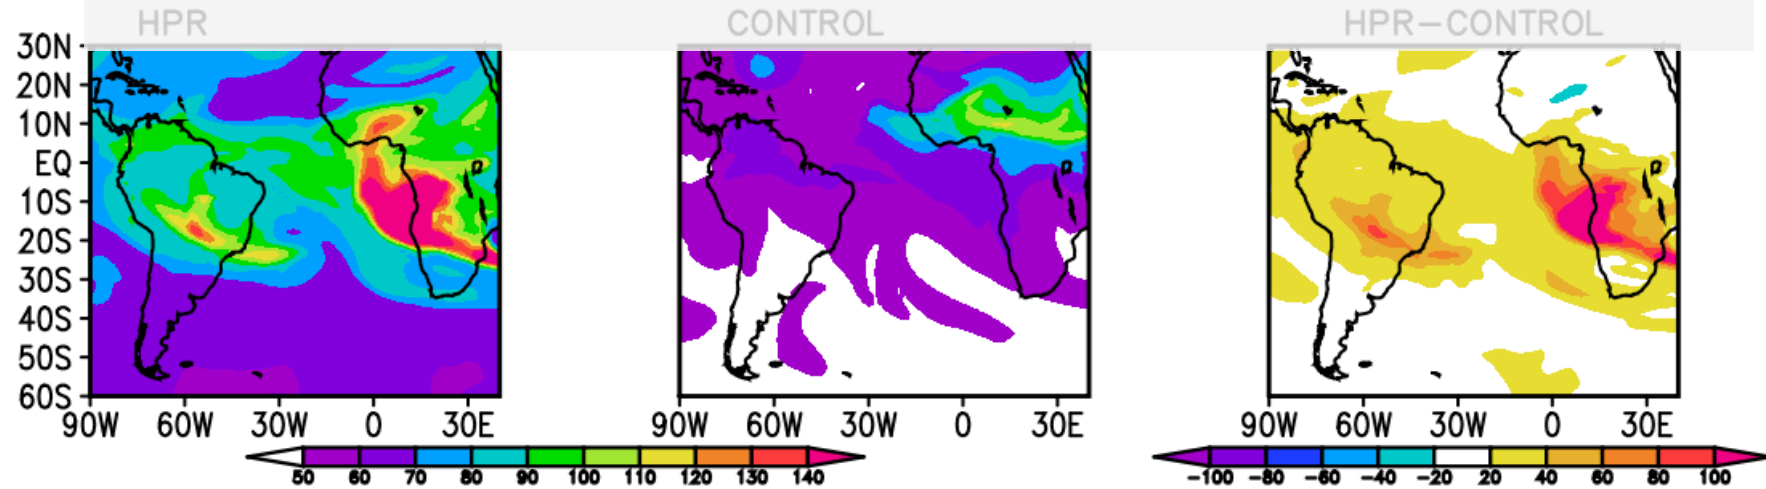 HPR CONTROL HPR−CONTROL
30N
20N
10N
EQ
10S
20S
30S
40S
50S
60S
90W 60W 30W 0 30E 90W 60W 30W 0 30E 90W 60W 30W 0 30E
50 60 70 80 90 100 110 120 130 140 −100 −80 −60 −40 −20 20 40 60 80 100